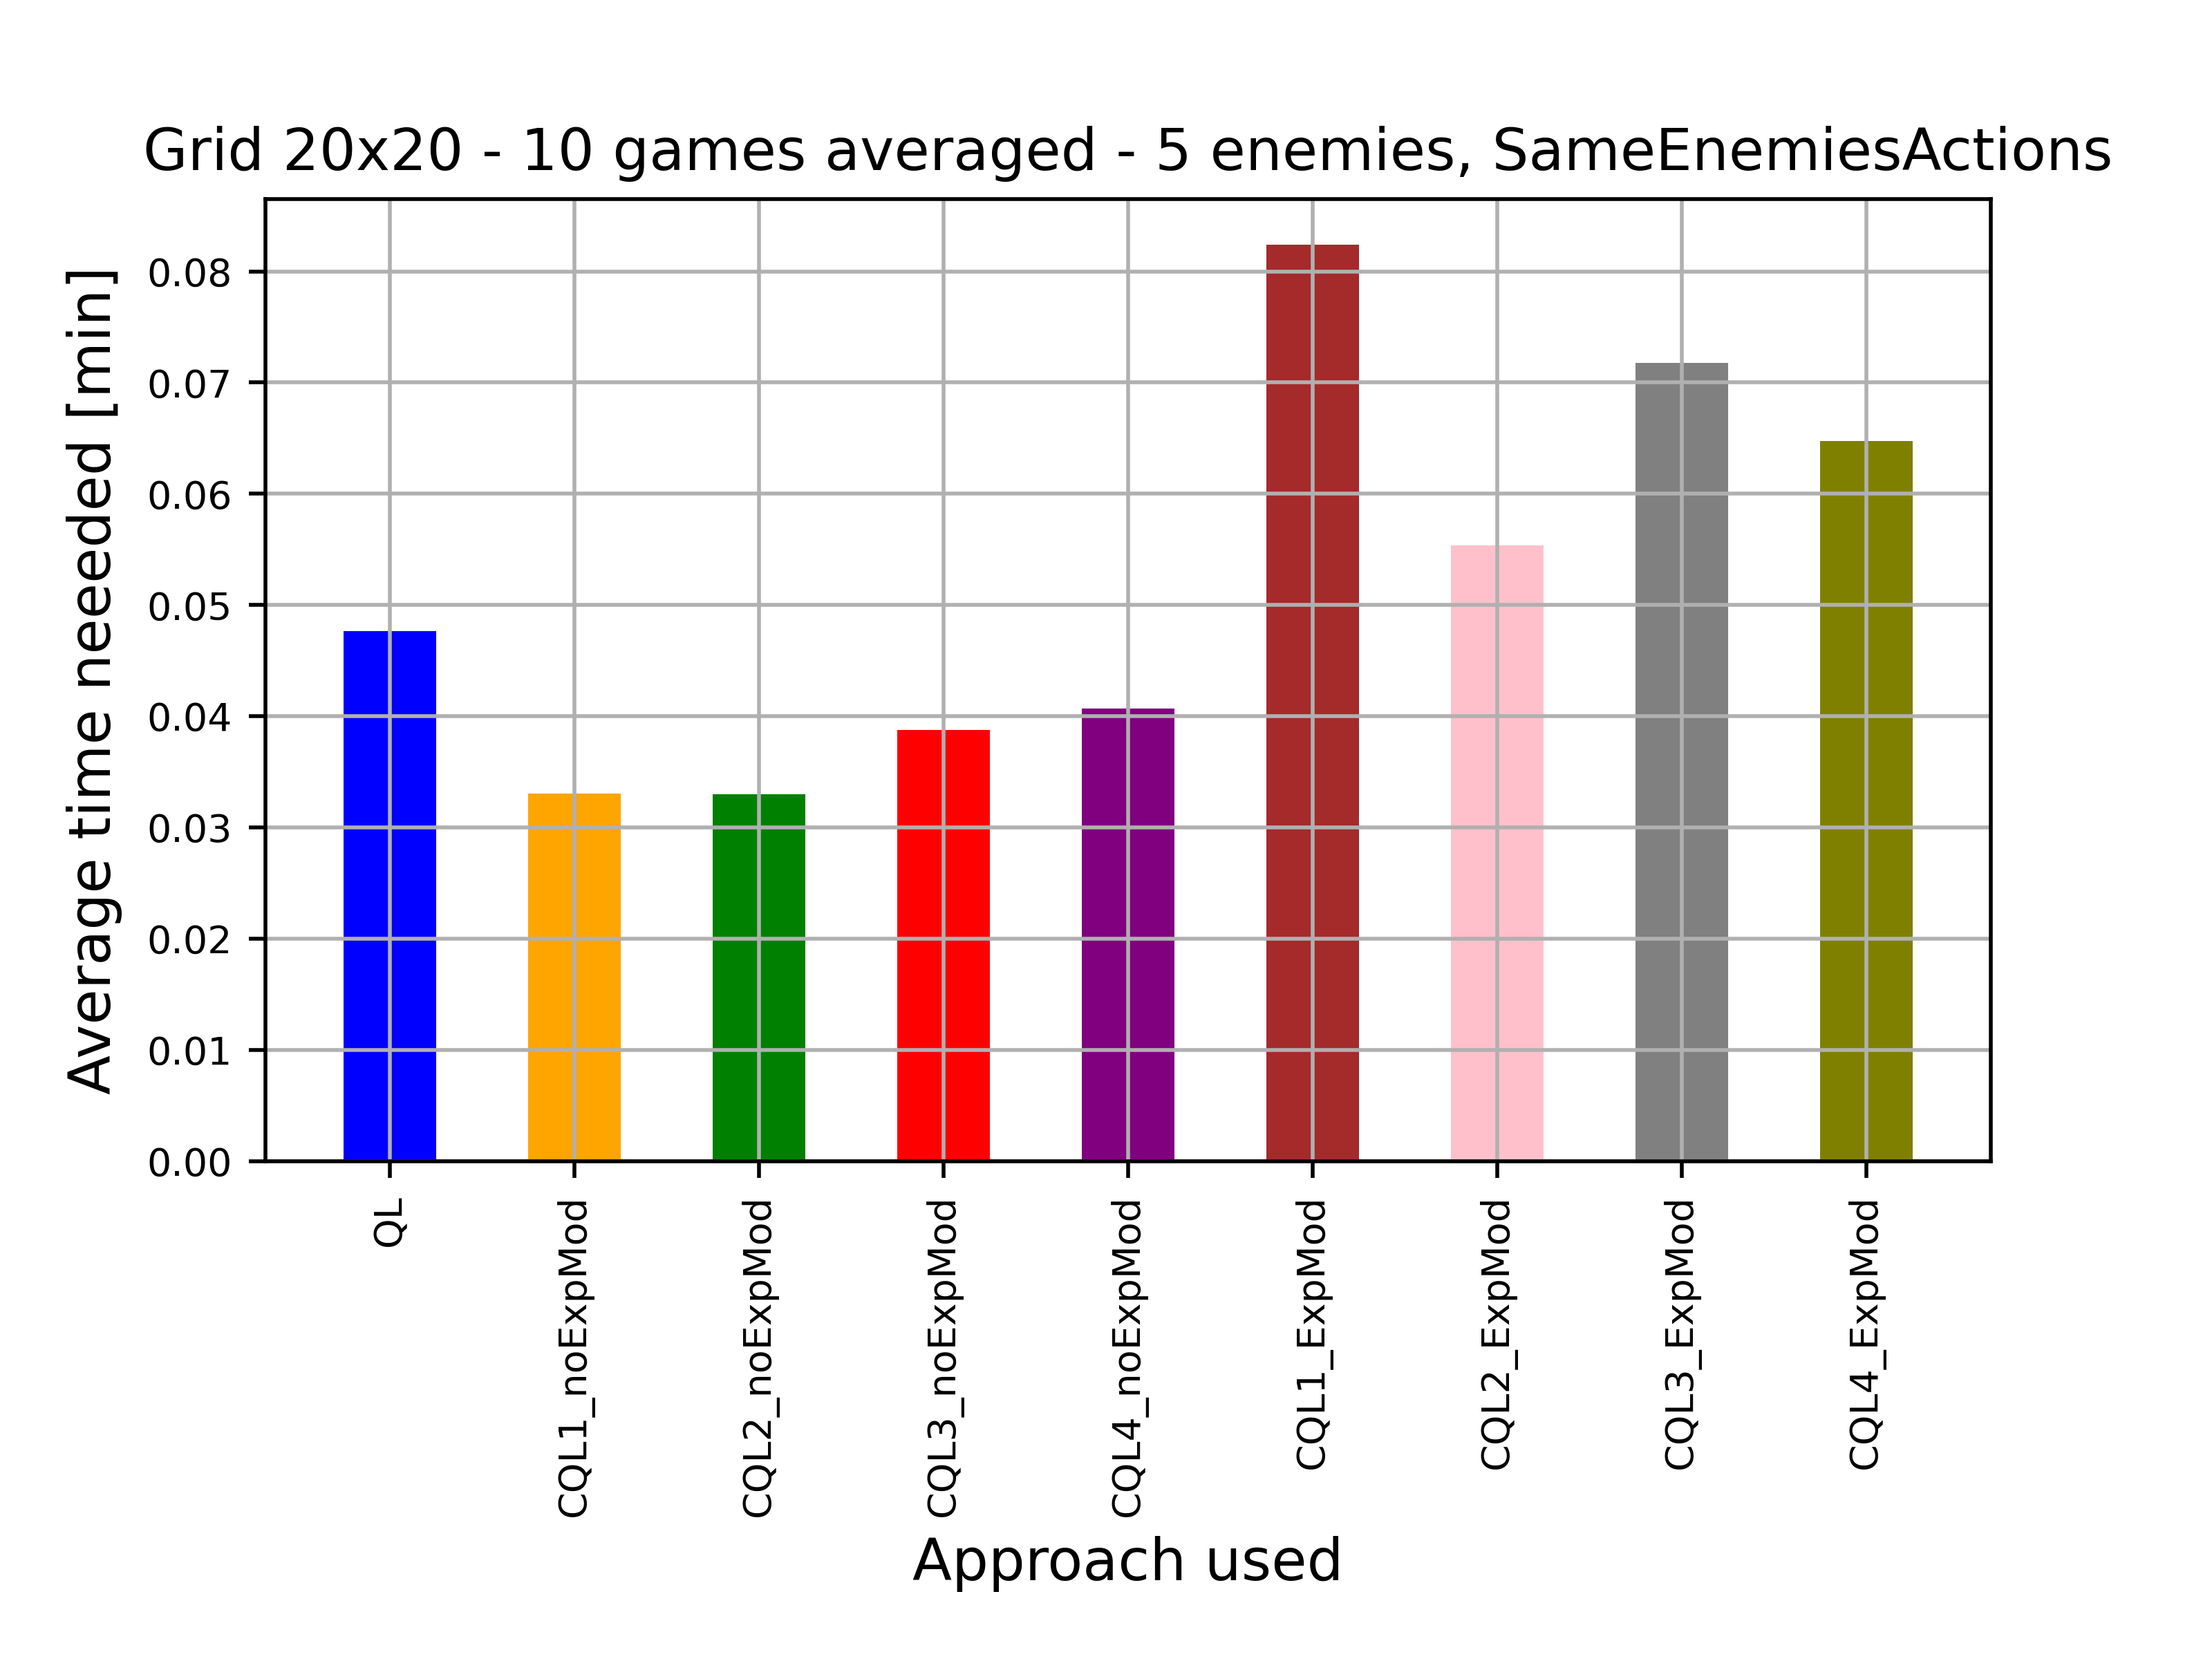 Grid 20x20 - 10 games averaged - 5 enemies, SameEnemiesActions
Average time needed [min]
0.08
0.07
0.06
0.05
0.04
0.03
0.02
0.01
0.00
QL
CQL1_noExpMod
CQL2_noExpMod
CQL3_noExpMod
CQL4_noExpMod
CQL1_ExpMod
CQL2_ExpMod
CQL3_ExpMod
CQL4_ExpMod
Approach used